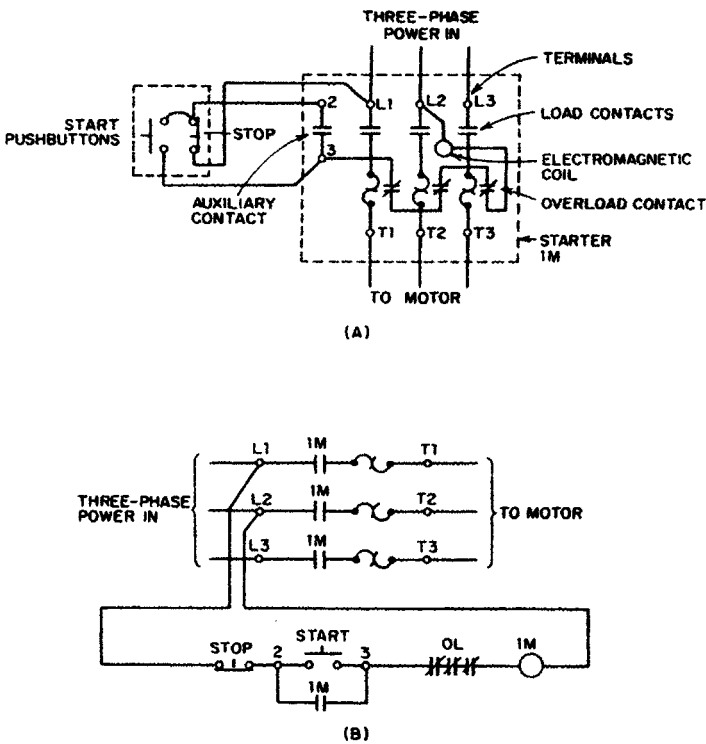 THREE-PHASE
POWER IN
TERMINALS
2
L1
L2
L3
LOAD CONTACTS
START
PUSHBUTTONS
STOP
3
ELECTROMAGNETIC
COIL
AUXILIARY
CONTACT
OVERLOAD CONTACT
T1
T2
T3
STARTER
1M
TO MOTOR
(A)
L1
1M
T1
THREE-PHASE
POWER IN
L2
1M
T2
TO MOTOR
L3
1M
T3
STOP
2
START
3
OL
1M
1M
(B)